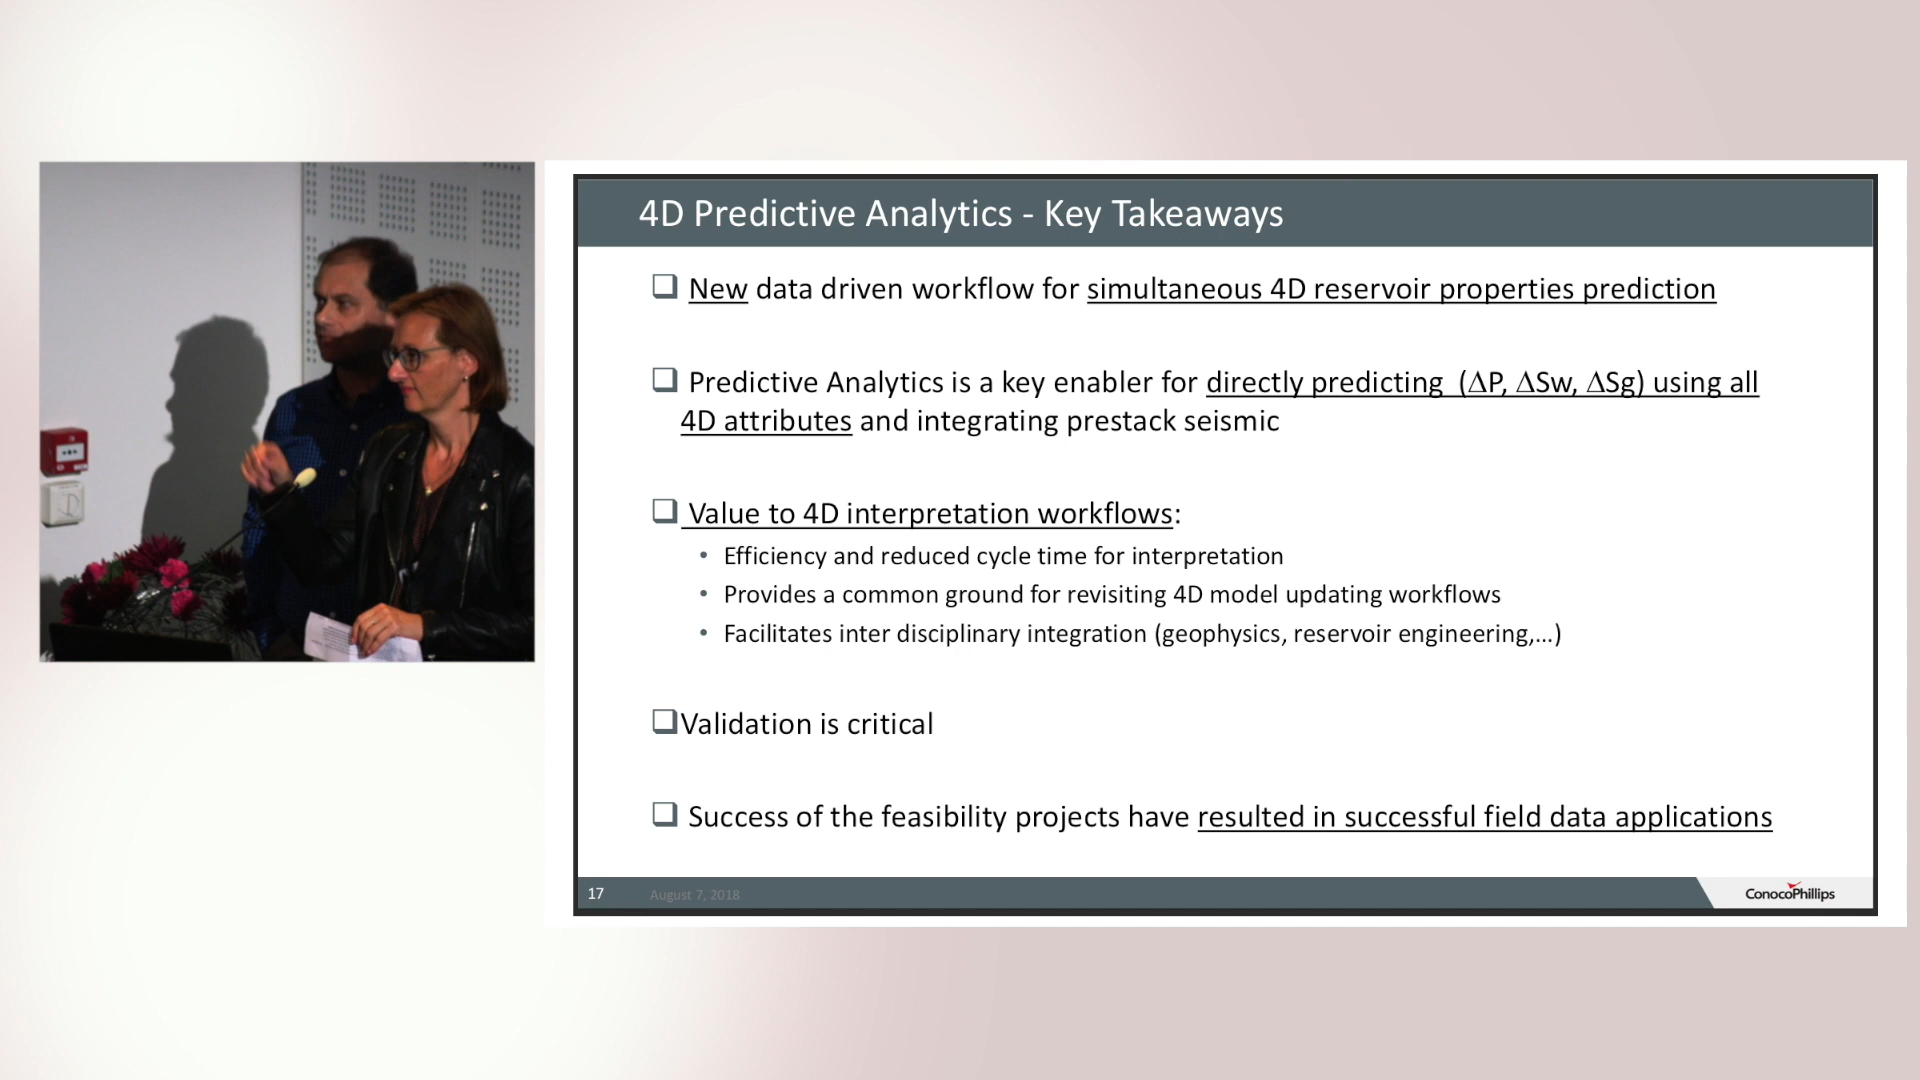 4D Predictive Analytics - Key Takeaways
New data driven workflow for simultaneous 4D reservoir properties prediction
Predictive Analytics is a key enabler for directly predicting (ΔP, ΔSw, ΔSg) using all
4D attributes and integrating prestack seismic
Value to 4D interpretation workflows:
• Efficiency and reduced cycle time for interpretation
• Provides a common ground for revisiting 4D model updating workflows
• Facilitates inter disciplinary integration (geophysics, reservoir engineering,...)
Validation is critical
Success of the feasibility projects have resulted in successful field data applications
17 August 7, 2018
ConocoPhillips